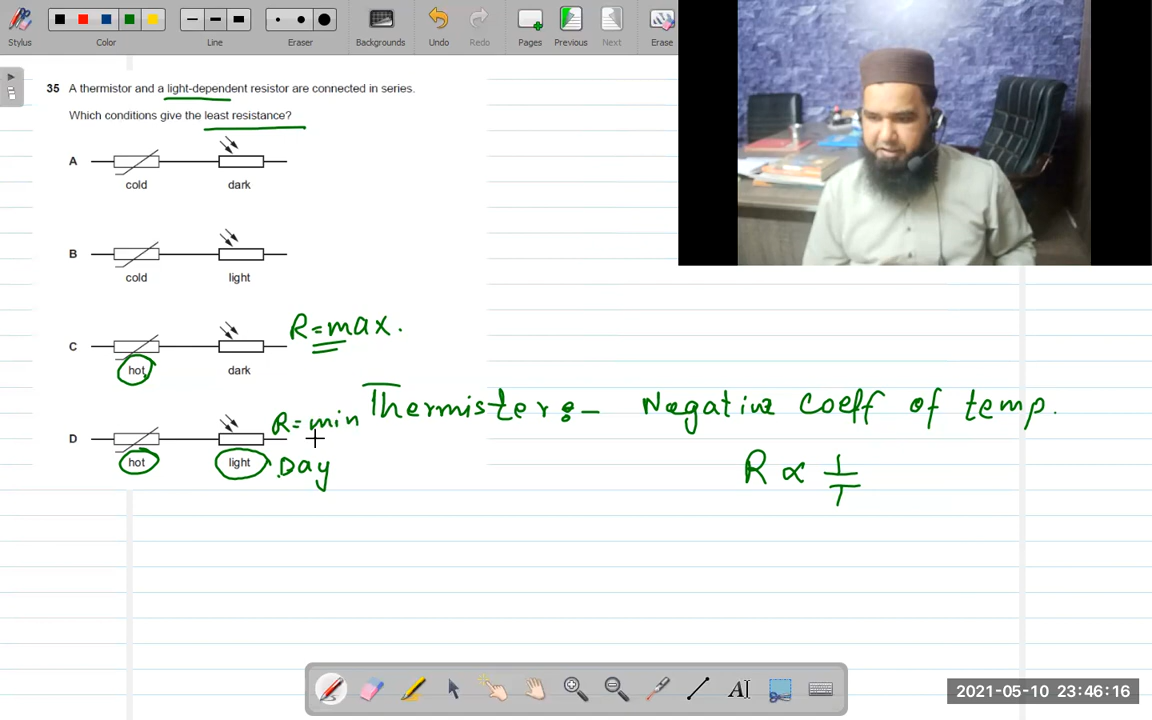 Stylus
Color
Line
Eraser
Backgrounds
Undo
Redo
Pages
Previous
Next
Erase
35 A thermistor and a light-dependent resistor are connected in series.
Which conditions give the least resistance?
A
cold dark
B
cold light
C
R=max.
hot dark
Thermister:- Negative coeff of temp.
D
R=min
hot light Day
R ∝ 1/T
2021-05-10 23:46:16